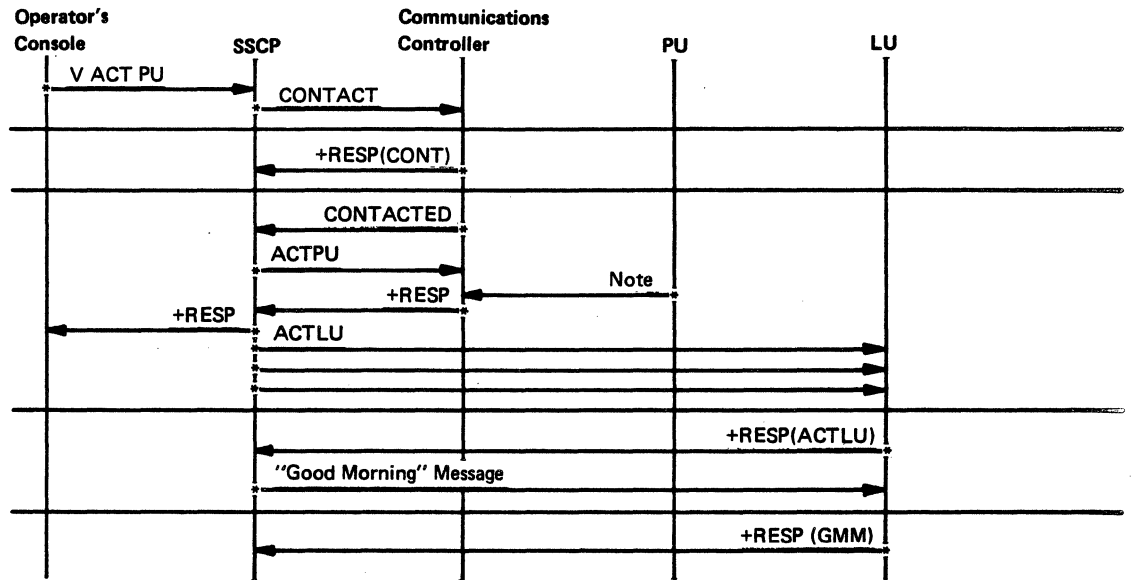 Operator's Communications
Console SSCP Controller PU LU
V ACT PU
CONTACT
+RESP(CONT)
CONTACTED
ACTPU
Note
+RESP
+RESP
ACTLU
+RESP(ACTLU)
"Good Morning" Message
+RESP (GMM)